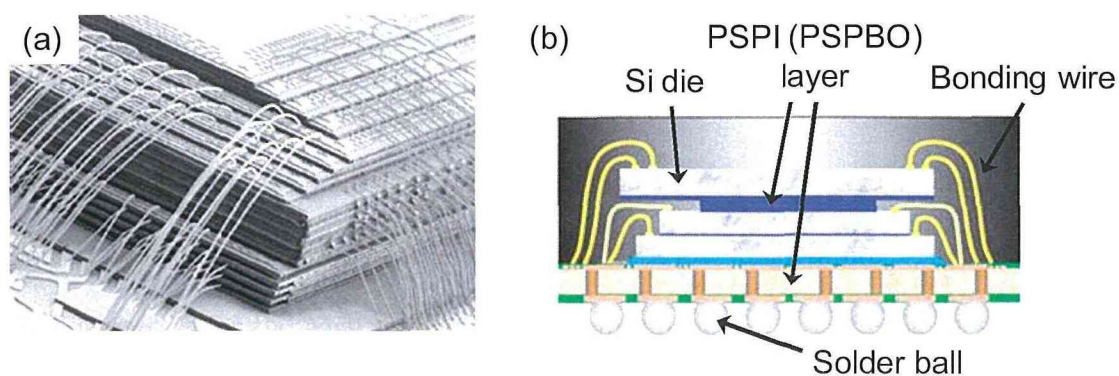 (a)
(b)
PSPI (PSPBO)
layer
Si die
Bonding wire
Solder ball